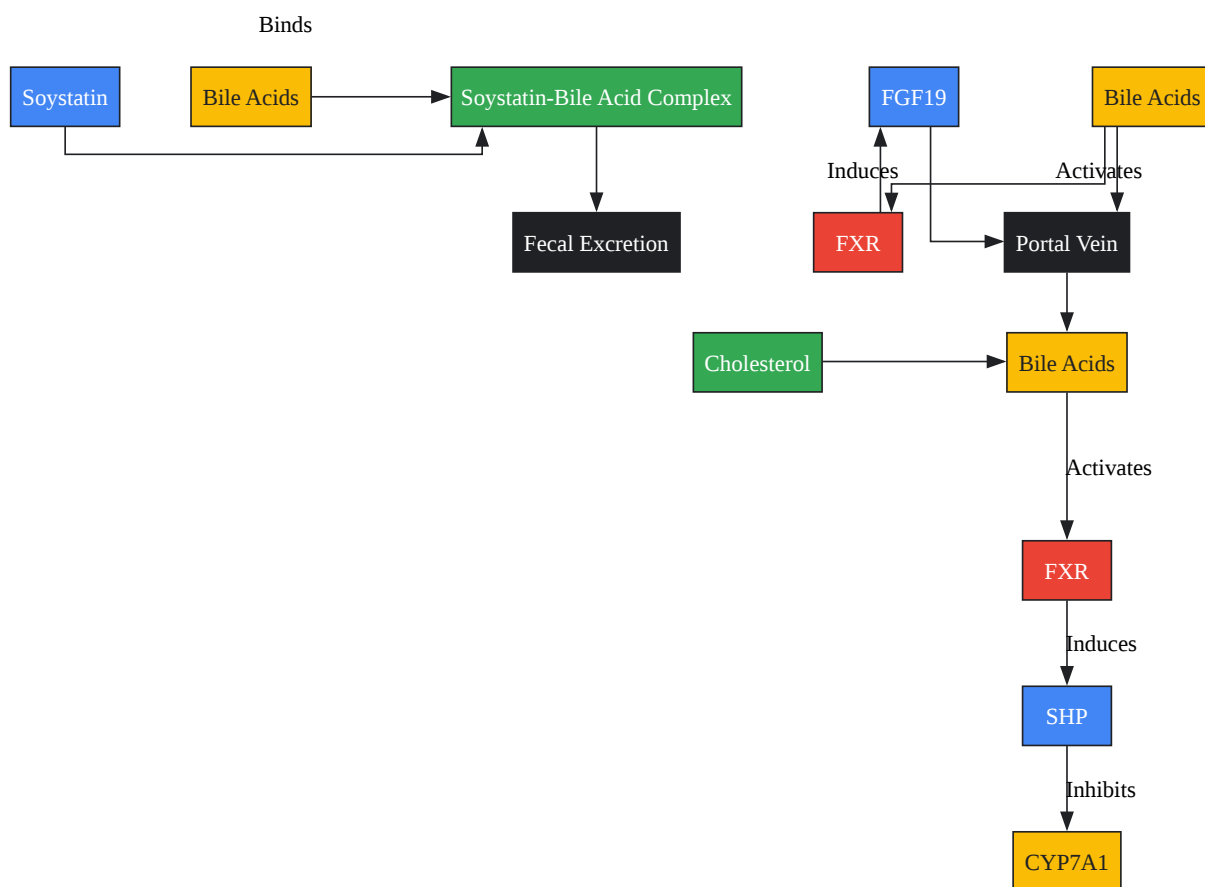 Binds
Soystatin
Bile Acids
Soystatin-Bile Acid Complex
FGF19
Bile Acids
Induces
Activates
Fecal Excretion
FXR
Portal Vein
Cholesterol
Bile Acids
Activates
FXR
Induces
SHP
Inhibits
CYP7A1